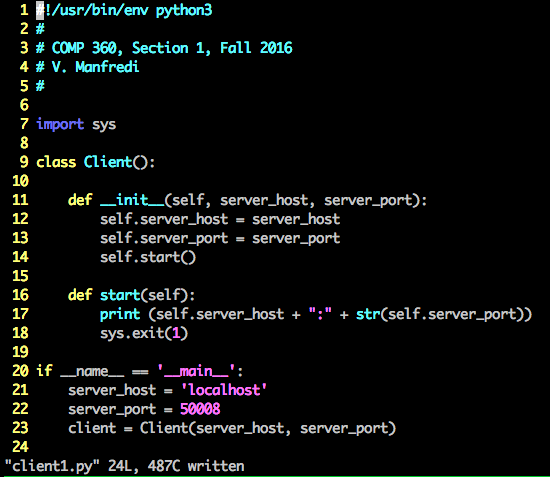 1 #!/usr/bin/env python3
2 #
3 # COMP 360, Section 1, Fall 2016
4 # V. Manfredi
5 #
6
7 import sys
8
9 class Client():
10
11     def __init__(self, server_host, server_port):
12         self.server_host = server_host
13         self.server_port = server_port
14         self.start()
15
16     def start(self):
17         print (self.server_host + ":" + str(self.server_port))
18         sys.exit(1)
19
20 if __name__ == '__main__':
21     server_host = 'localhost'
22     server_port = 50008
23     client = Client(server_host, server_port)
24
"client1.py" 24L, 487C written